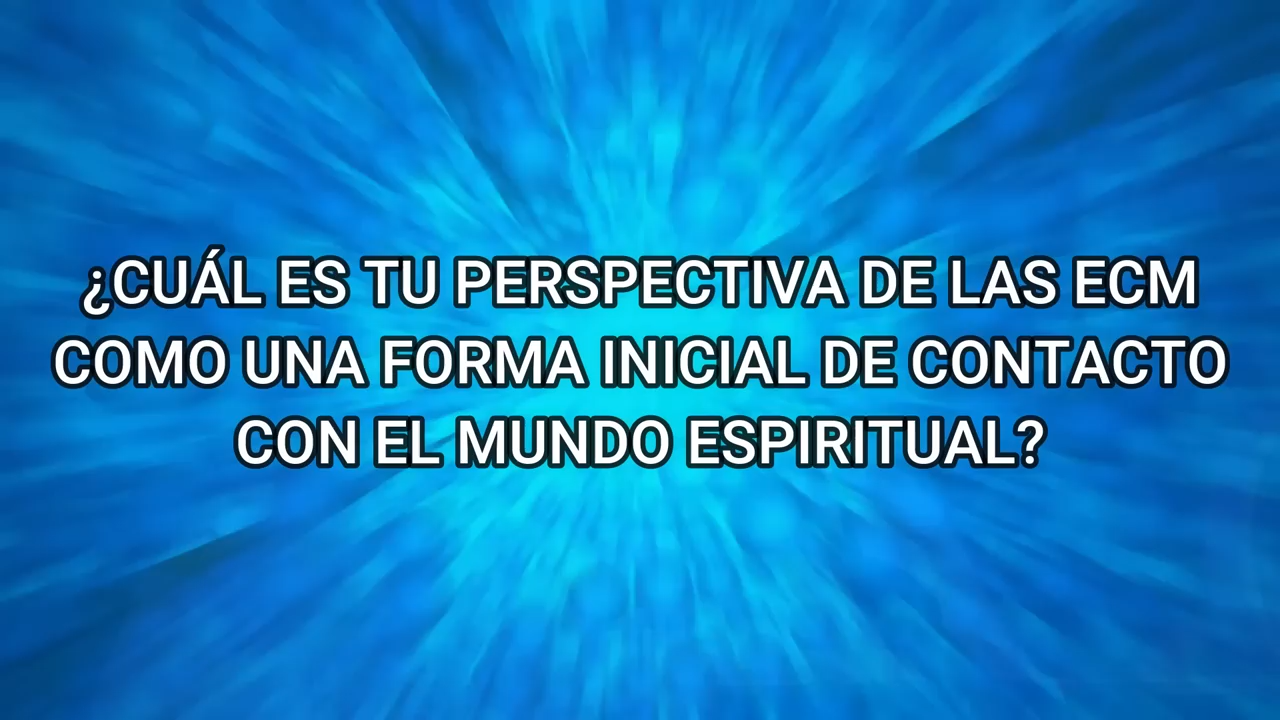 ¿CUÁL ES TU PERSPECTIVA DE LAS ECM
COMO UNA FORMA INICIAL DE CONTACTO
CON EL MUNDO ESPIRITUAL?